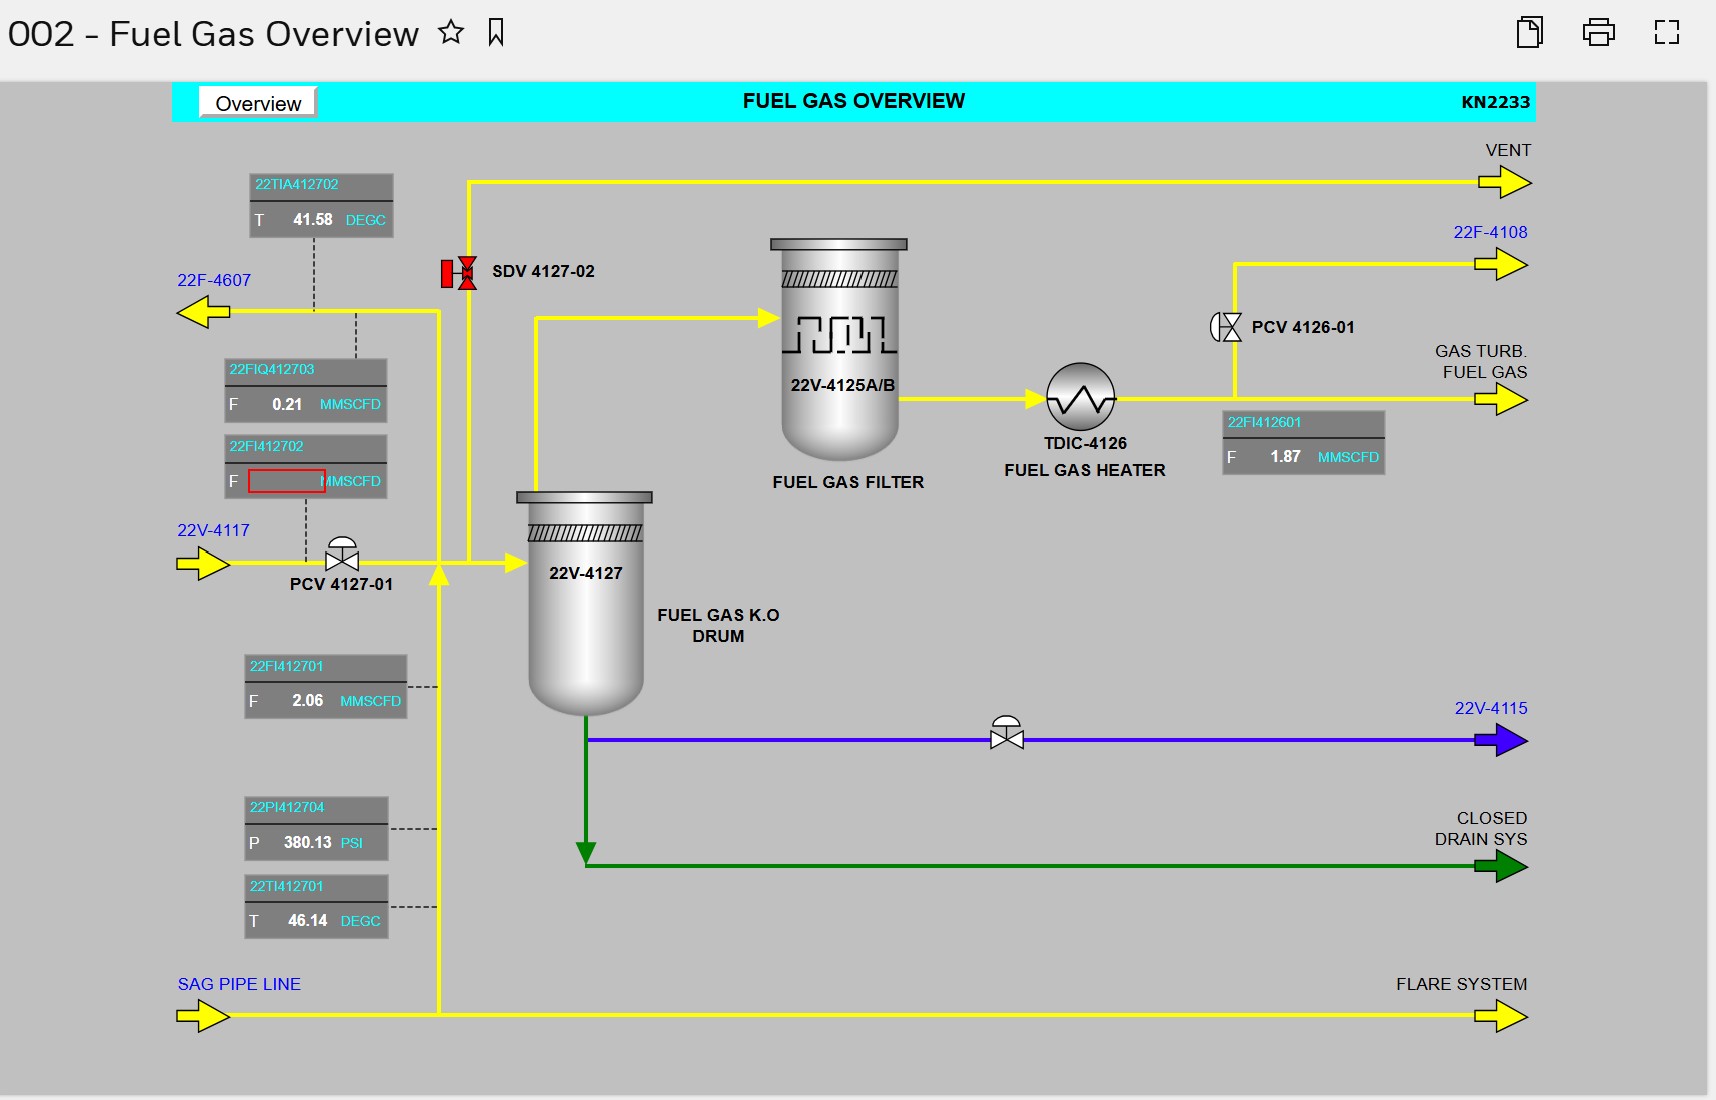 002 - Fuel Gas Overview
Overview
FUEL GAS OVERVIEW
KN2233
VENT
22TIA412702
T 41.58 DEGC
22F-4108
SDV 4127-02
22F-4607
PCV 4126-01
GAS TURB.
FUEL GAS
22FIQ412703
F 0.21 MMSCFD
22V-4125A/B
22FI412601
F 1.87 MMSCFD
TDIC-4126
FUEL GAS HEATER
FUEL GAS FILTER
22FI412702
F MMSCFD
22V-4117
PCV 4127-01
22V-4127
FUEL GAS K.O
DRUM
22FI412701
F 2.06 MMSCFD
22V-4115
22PI412704
P 380.13 PSI
CLOSED
DRAIN SYS
22TI412701
T 46.14 DEGC
SAG PIPE LINE
FLARE SYSTEM